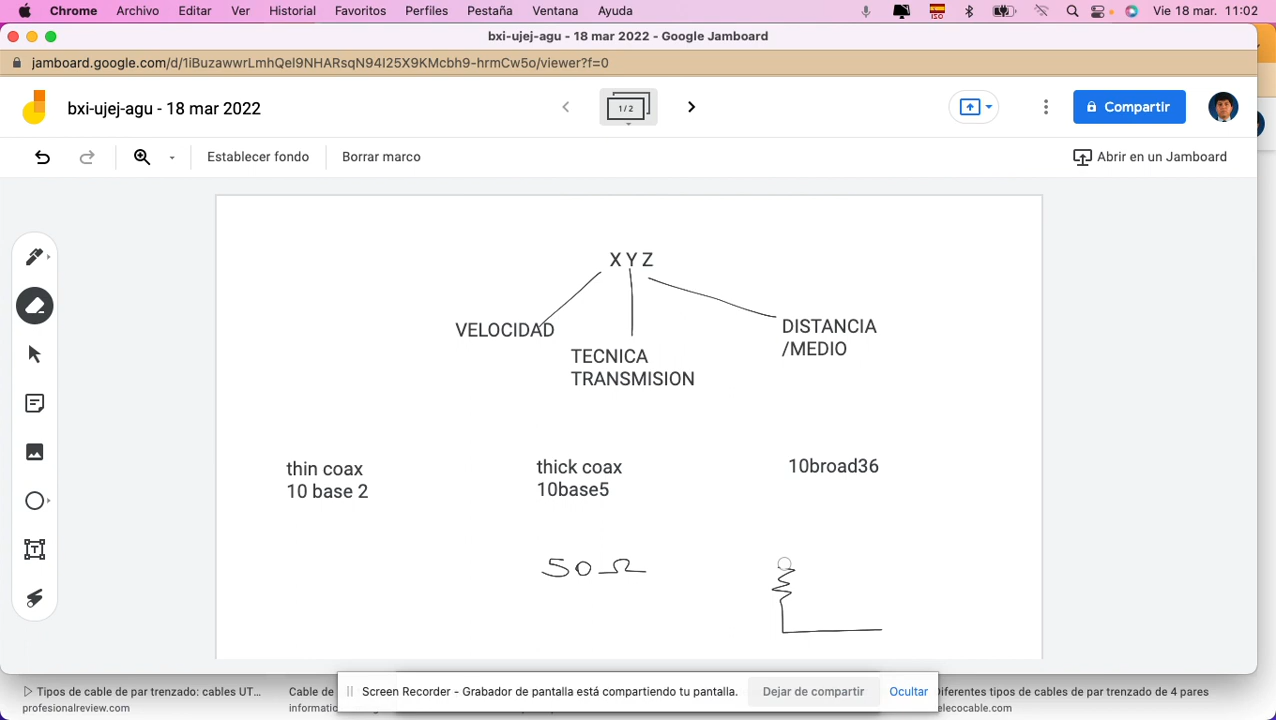 Chrome Archivo Editar Ver Historial Favoritos Perfiles Pestaña Ventana Ayuda ISO Vie 18 mar. 11:02
bxi-ujej-agu - 18 mar 2022 - Google Jamboard
jamboard.google.com/d/1iBuzawwrLmhQel9NHARsqN94I25X9KMcbh9-hrmCw5o/viewer?f=0
bxi-ujej-agu - 18 mar 2022
1 / 2
Compartir
Establecer fondo Borrar marco Abrir en un Jamboard
X Y Z
VELOCIDAD
TECNICA
TRANSMISION
DISTANCIA
/MEDIO
thin coax
10 base 2
thick coax
10base5
10broad36
50 Ω
Screen Recorder - Grabador de pantalla está compartiendo tu pantalla. Dejar de compartir Ocultar
Tipos de cable de par trenzado: cables UT...
profesionalreview.com
Cable de
informatic
Diferentes tipos de cables de par trenzado de 4 pares
elecocable.com